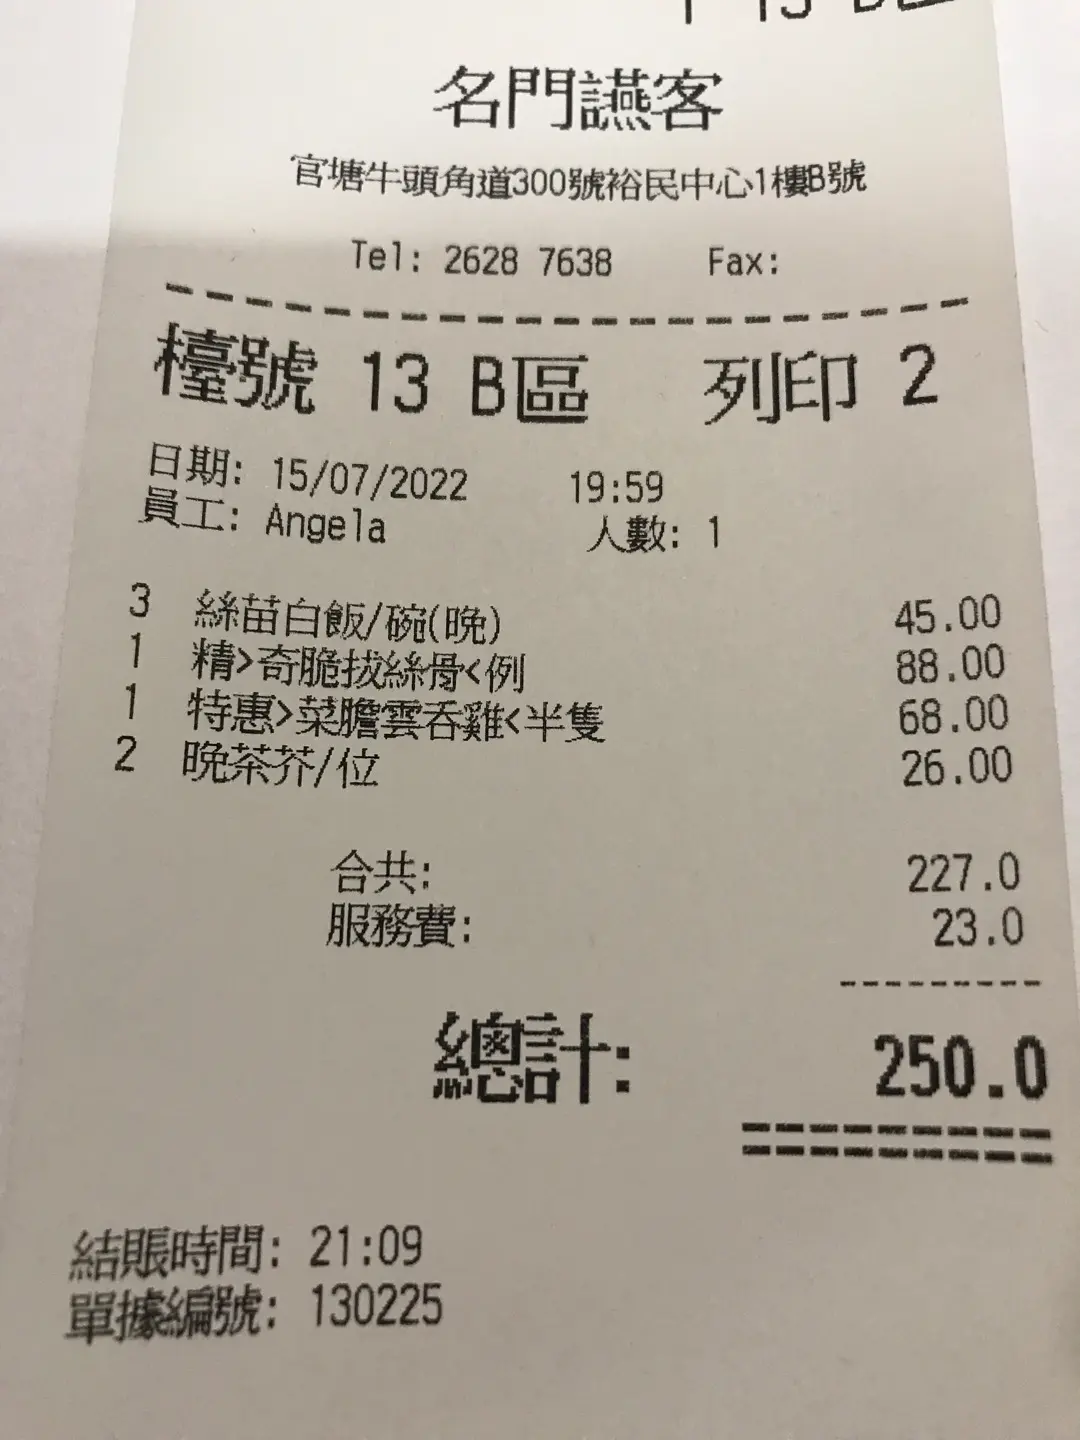 名門讌客
官塘牛頭角道300號裕民中心1樓B號
Tel: 2628 7638 Fax:
檯號 13 B區 列印 2
日期: 15/07/2022 19:59
員工: Angela 人數: 1
3 絲苗白飯/碗(晚) 45.00
1 精>奇脆拔絲骨<例 88.00
1 特惠>菜膽雲吞雞<半隻 68.00
2 晚茶芥/位 26.00
合共: 227.0
服務費: 23.0
總計: 250.0
結賬時間: 21:09
單據編號: 130225